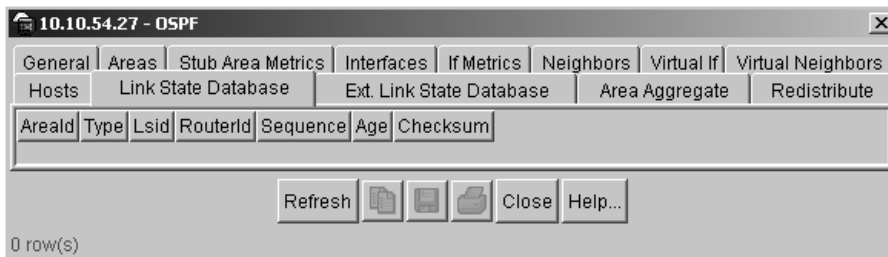 10.10.54.27 - OSPF
General Areas Stub Area Metrics Interfaces If Metrics Neighbors Virtual If Virtual Neighbors
Hosts Link State Database Ext. Link State Database Area Aggregate Redistribute
AreaId Type Lsid RouterId Sequence Age Checksum
Refresh Close Help...
0 row(s)